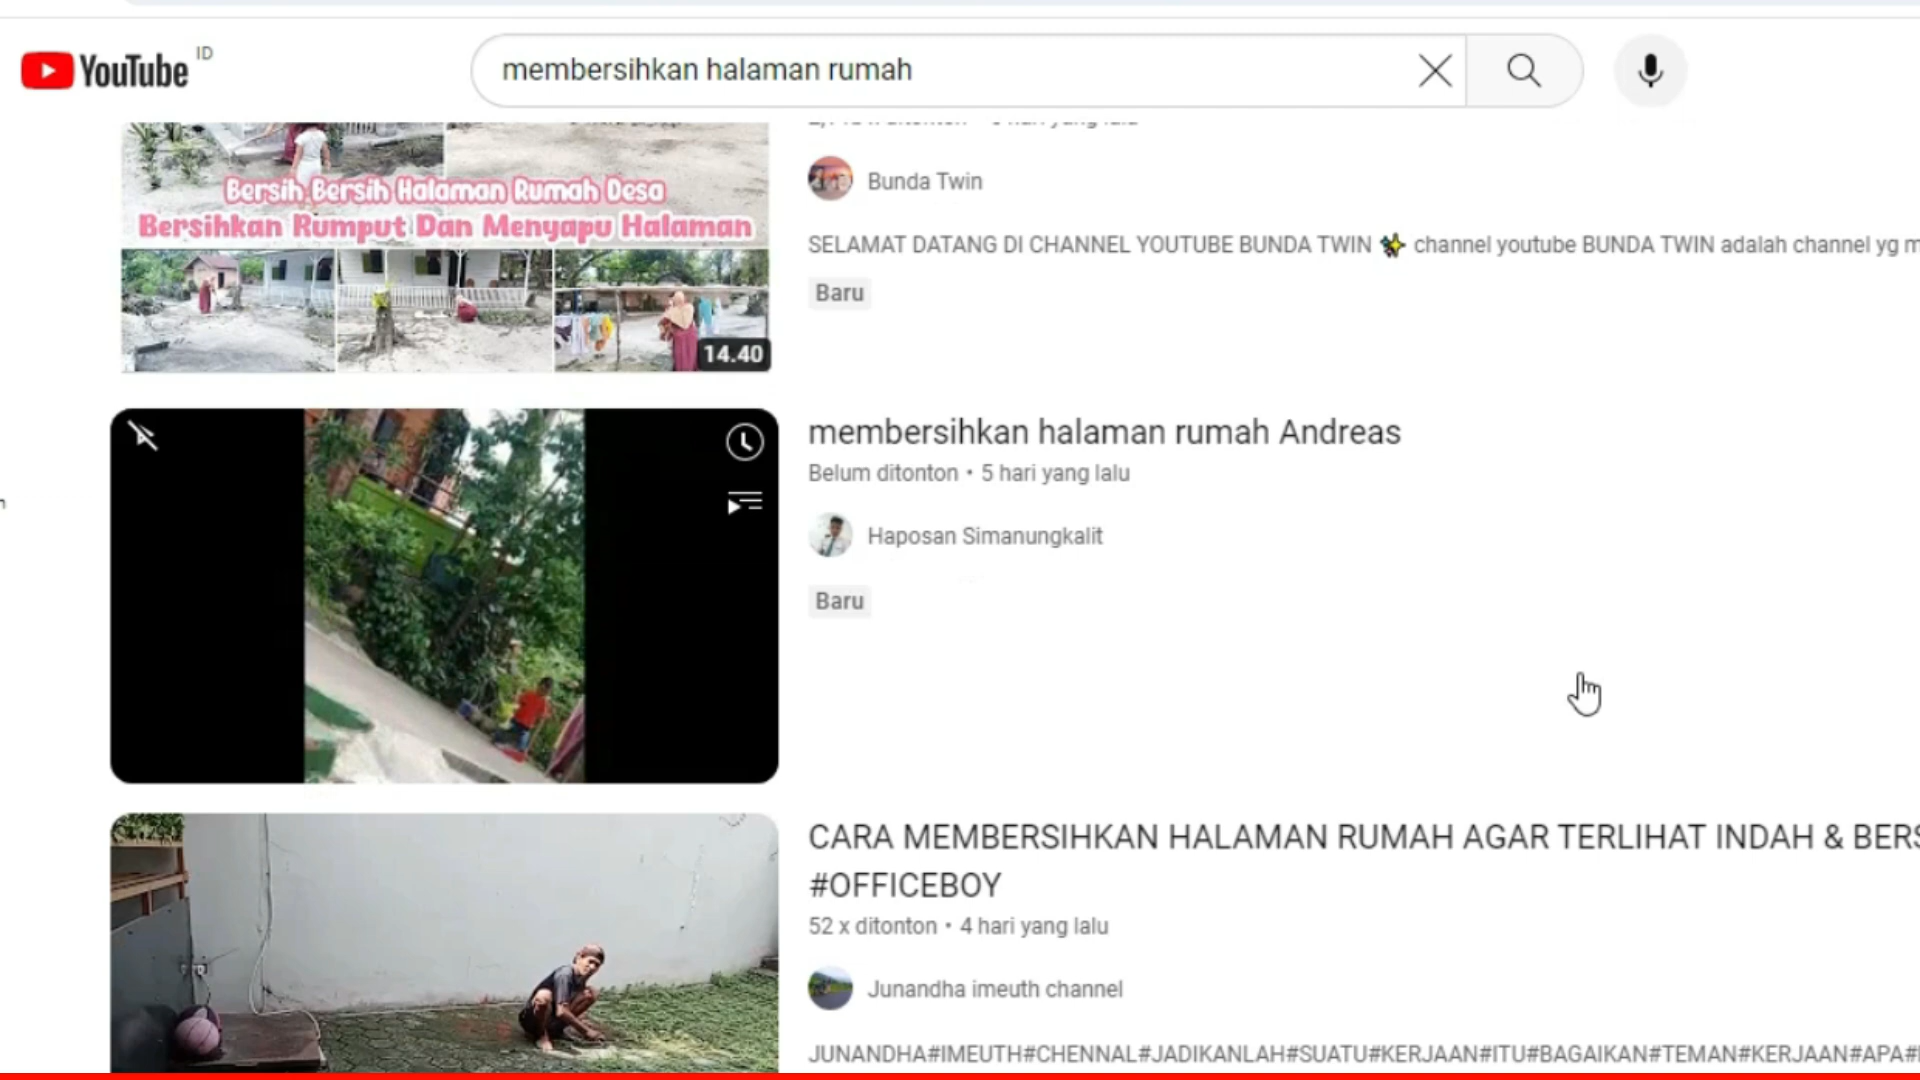 YouTube ID
membersihkan halaman rumah
Bersih Bersih Halaman Rumah Desa
Bersihkan Rumput Dan Menyapu Halaman
14.40
Bunda Twin
SELAMAT DATANG DI CHANNEL YOUTUBE BUNDA TWIN ✨ channel youtube BUNDA TWIN adalah channel yg m
Baru
membersihkan halaman rumah Andreas
Belum ditonton • 5 hari yang lalu
Haposan Simanungkalit
Baru
CARA MEMBERSIHKAN HALAMAN RUMAH AGAR TERLIHAT INDAH & BERS
#OFFICEBOY
52 x ditonton • 4 hari yang lalu
Junandha imeuth channel
JUNANDHA#IMEUTH#CHENNAL#JADIKANLAH#SUATU#KERJAAN#ITU#BAGAIKAN#TEMAN#KERJAAN#APA#